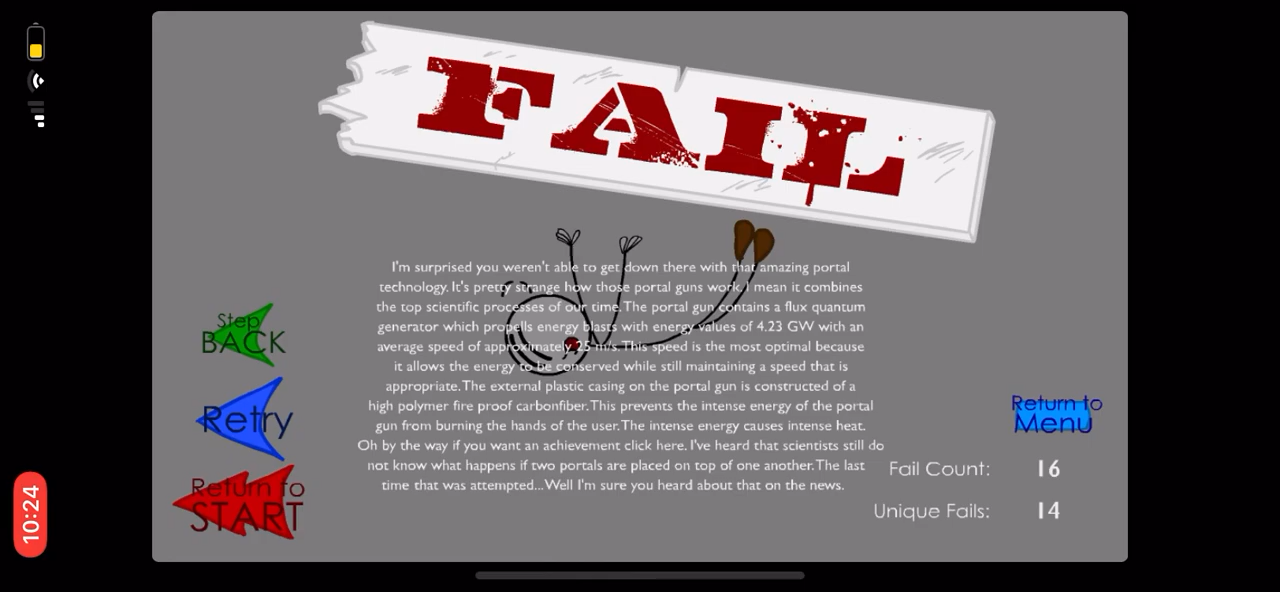 FAIL
I'm surprised you weren't able to get down there with that amazing portal
technology. It's pretty strange how those portal guns work. I mean it combines
the top scientific processes of our time. The portal gun contains a flux quantum
generator which propells energy blasts with energy values of 4.23 GW with an
average speed of approximately 25 m/s. This speed is the most optimal because
it allows the energy to be conserved while still maintaining a speed that is
appropriate. The external plastic casing on the portal gun is constructed of a
high polymer fire proof carbonfiber. This prevents the intense energy of the portal
gun from burning the hands of the user. The intense energy causes intense heat.
Oh by the way if you want an achievement click here. I've heard that scientists still do
not know what happens if two portals are placed on top of one another. The last
time that was attempted...Well I'm sure you heard about that on the news.
Step
BACK
Retry
Return to
START
Return to
Menu
Fail Count: 16
Unique Fails: 14
10:24